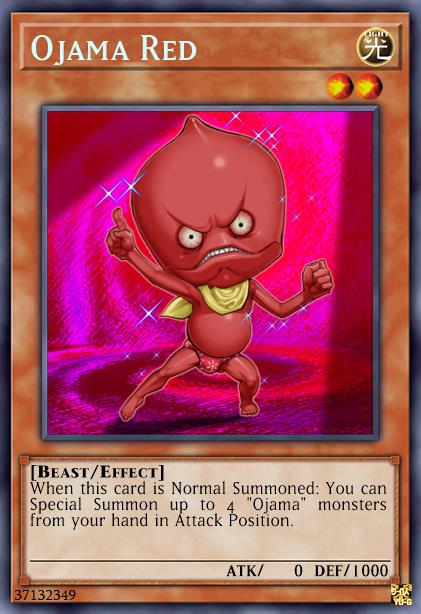 Ojama Red
LIGHT
光
[Beast/Effect]
When this card is Normal Summoned: You can
Special Summon up to 4 "Ojama" monsters
from your hand in Attack Position.
ATK/ 0 DEF/1000
37132349